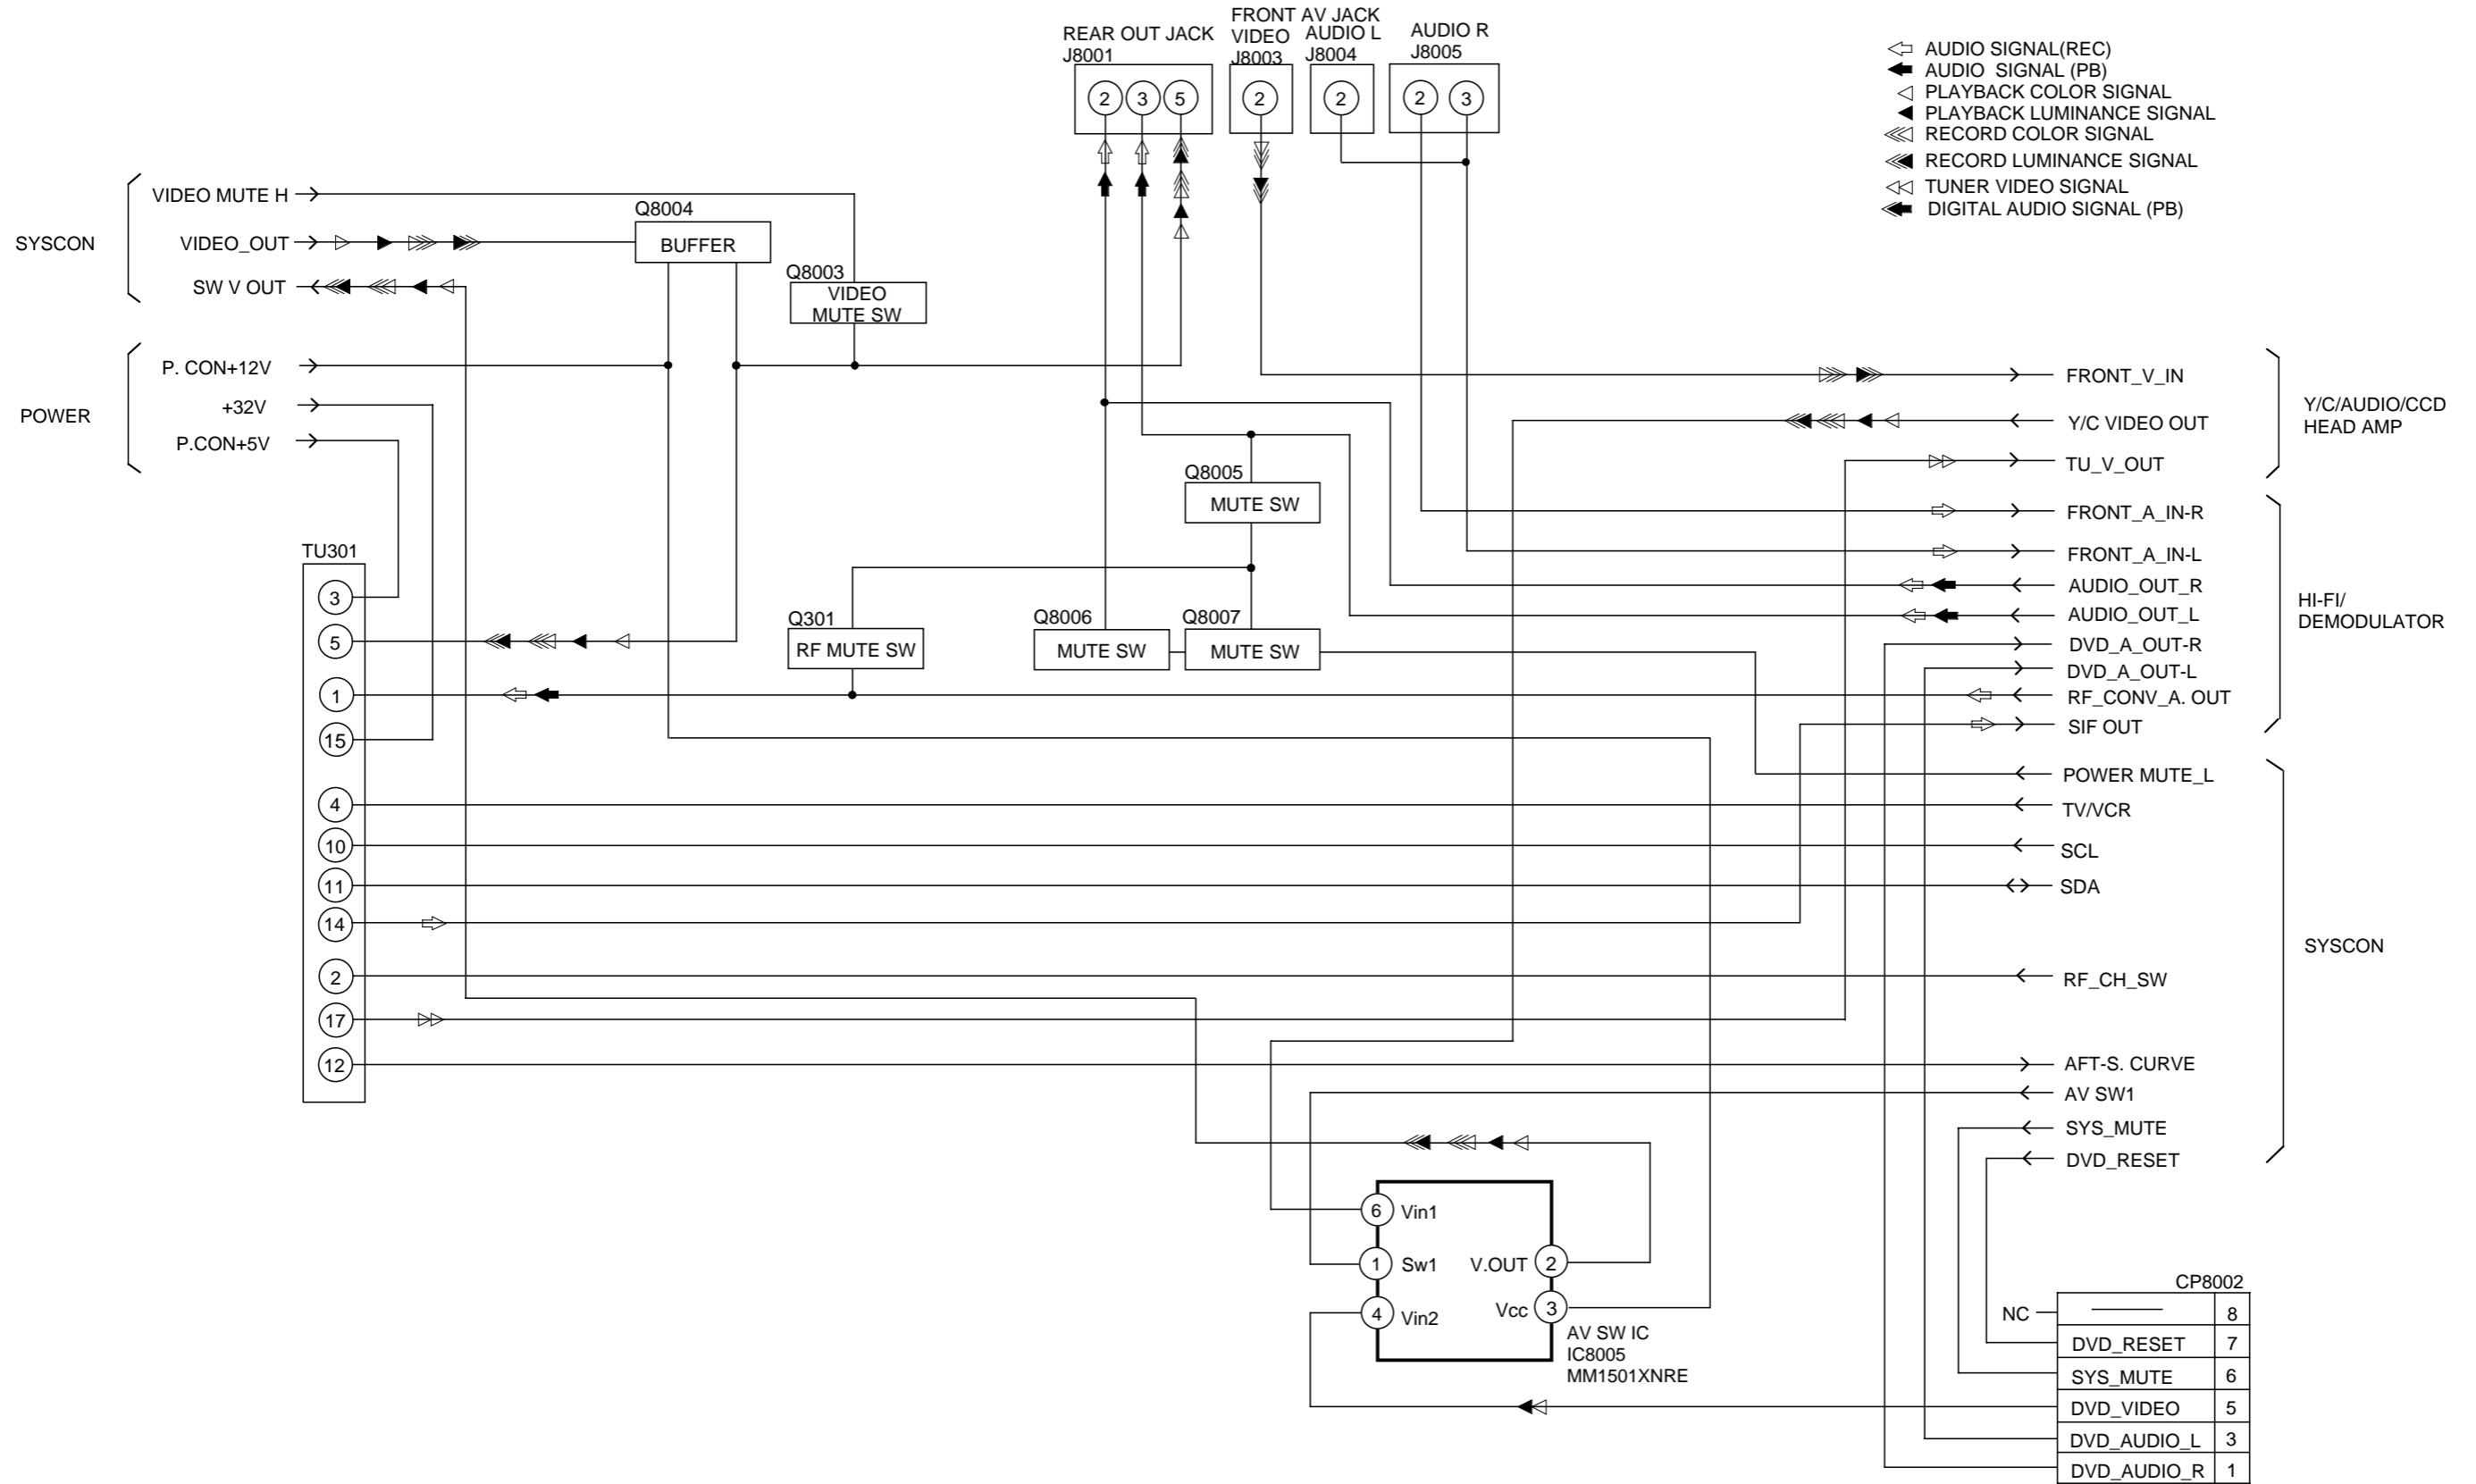 REAR OUT JACK
J8001
2
3
5
FRONT AV JACK
VIDEO
J8003
2
AUDIO L
J8004
2
AUDIO R
J8005
2
3
AUDIO SIGNAL(REC)
AUDIO SIGNAL (PB)
PLAYBACK COLOR SIGNAL
PLAYBACK LUMINANCE SIGNAL
RECORD COLOR SIGNAL
RECORD LUMINANCE SIGNAL
TUNER VIDEO SIGNAL
DIGITAL AUDIO SIGNAL (PB)
SYSCON
VIDEO MUTE H
VIDEO_OUT
SW V OUT
Q8004
BUFFER
Q8003
VIDEO
MUTE SW
POWER
P. CON+12V
+32V
P.CON+5V
FRONT_V_IN
Y/C VIDEO OUT
TU_V_OUT
Y/C/AUDIO/CCD
HEAD AMP
Q8005
MUTE SW
Q301
RF MUTE SW
Q8006
MUTE SW
Q8007
MUTE SW
FRONT_A_IN-R
FRONT_A_IN-L
AUDIO_OUT_R
AUDIO_OUT_L
DVD_A_OUT-R
DVD_A_OUT-L
RF_CONV_A. OUT
SIF OUT
HI-FI/
DEMODULATOR
TU301
3
5
1
15
4
10
11
14
2
17
12
POWER MUTE_L
TV/VCR
SCL
SDA
RF_CH_SW
AFT-S. CURVE
AV SW1
SYS_MUTE
DVD_RESET
SYSCON
6 Vin1
1 Sw1
4 Vin2
V.OUT 2
Vcc 3
AV SW IC
IC8005
MM1501XNRE
CP8002
NC 8
DVD_RESET 7
SYS_MUTE 6
DVD_VIDEO 5
DVD_AUDIO_L 3
DVD_AUDIO_R 1